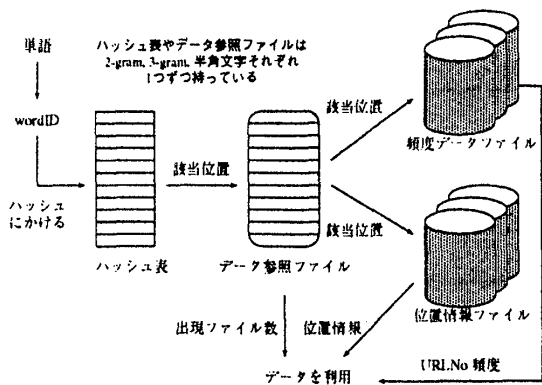 単語
ハッシュ表やデータ参照ファイルは
2-gram, 3-gram, 半角文字それぞれ
1つずつ持っている
wordID
ハッシュ
にかける
該当位置
ハッシュ表
データ参照ファイル
該当位置
該当位置
頻度データファイル
位置情報ファイル
出現ファイル数
位置情報
URLNo 頻度
データを利用